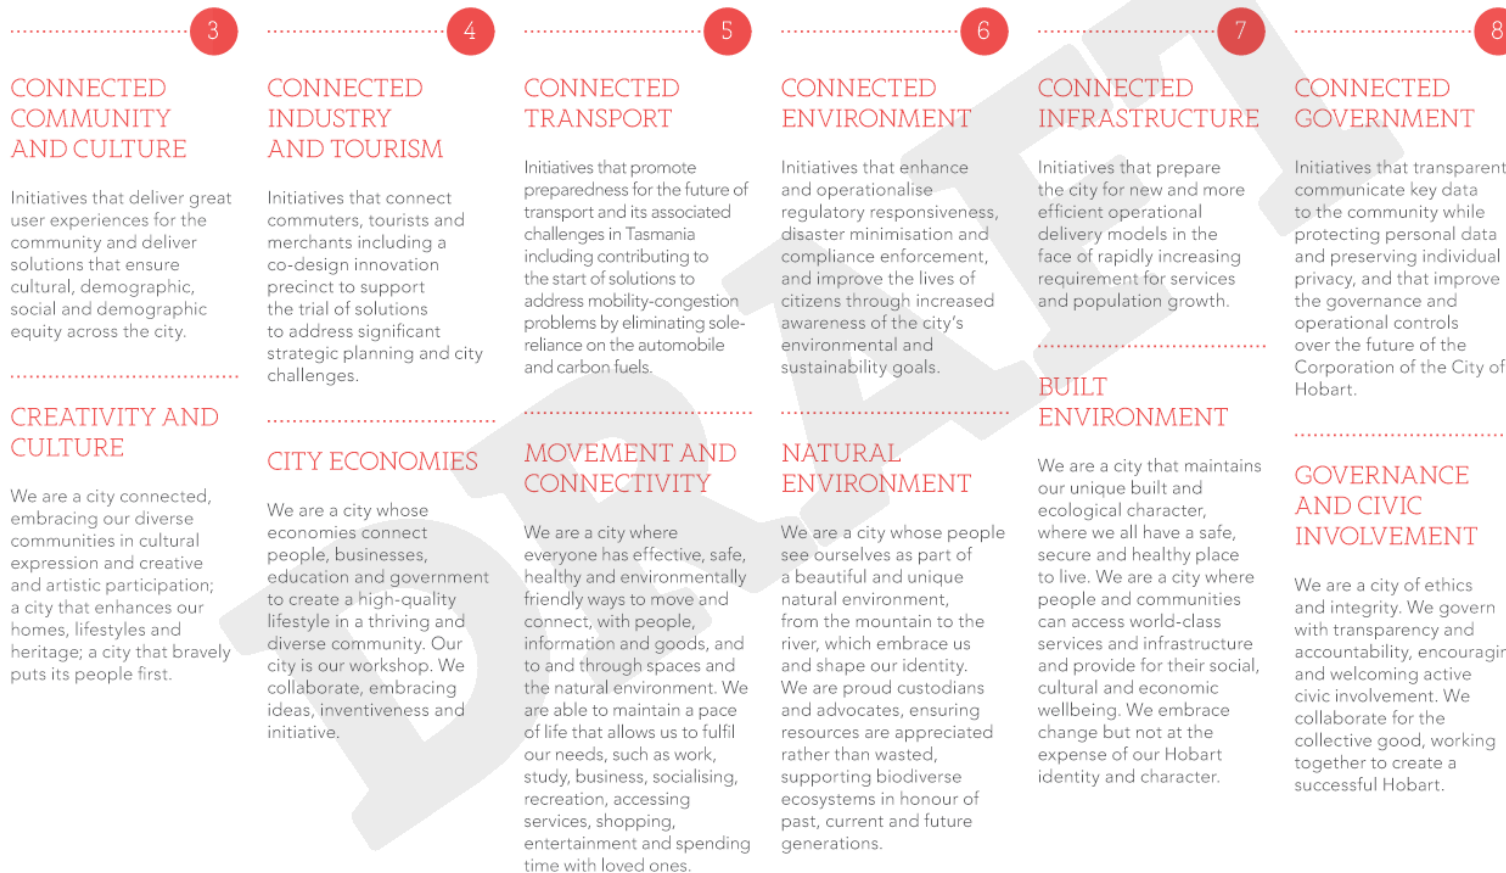 3
CONNECTED
COMMUNITY
AND CULTURE
Initiatives that deliver great
user experiences for the
community and deliver
solutions that ensure
cultural, demographic,
social and demographic
equity across the city.
CREATIVITY AND
CULTURE
We are a city connected,
embracing our diverse
communities in cultural
expression and creative
and artistic participation;
a city that enhances our
homes, lifestyles and
heritage; a city that bravely
puts its people first.
4
CONNECTED
INDUSTRY
AND TOURISM
Initiatives that connect
commuters, tourists and
merchants including a
co-design innovation
precinct to support
the trial of solutions
to address significant
strategic planning and city
challenges.
CITY ECONOMIES
We are a city whose
economies connect
people, businesses,
education and government
to create a high-quality
lifestyle in a thriving and
diverse community. Our
city is our workshop. We
collaborate, embracing
ideas, inventiveness and
initiative.
5
CONNECTED
TRANSPORT
Initiatives that promote
preparedness for the future of
transport and its associated
challenges in Tasmania
including contributing to
the start of solutions to
address mobility-congestion
problems by eliminating sole-
reliance on the automobile
and carbon fuels.
MOVEMENT AND
CONNECTIVITY
We are a city where
everyone has effective, safe,
healthy and environmentally
friendly ways to move and
connect, with people,
information and goods, and
to and through spaces and
the natural environment. We
are able to maintain a pace
of life that allows us to fulfil
our needs, such as work,
study, business, socialising,
recreation, accessing
services, shopping,
entertainment and spending
time with loved ones.
6
CONNECTED
ENVIRONMENT
Initiatives that enhance
and operationalise
regulatory responsiveness,
disaster minimisation and
compliance enforcement,
and improve the lives of
citizens through increased
awareness of the city's
environmental and
sustainability goals.
NATURAL
ENVIRONMENT
We are a city whose people
see ourselves as part of
a beautiful and unique
natural environment,
from the mountain to the
river, which embrace us
and shape our identity.
We are proud custodians
and advocates, ensuring
resources are appreciated
rather than wasted,
supporting biodiverse
ecosystems in honour of
past, current and future
generations.
7
CONNECTED
INFRASTRUCTURE
Initiatives that prepare
the city for new and more
efficient operational
delivery models in the
face of rapidly increasing
requirement for services
and population growth.
BUILT
ENVIRONMENT
We are a city that maintains
our unique built and
ecological character,
where we all have a safe,
secure and healthy place
to live. We are a city where
people and communities
can access world-class
services and infrastructure
and provide for their social,
cultural and economic
wellbeing. We embrace
change but not at the
expense of our Hobart
identity and character.
8
CONNECTED
GOVERNMENT
Initiatives that transparent
communicate key data
to the community while
protecting personal data
and preserving individual
privacy, and that improve
the governance and
operational controls
over the future of the
Corporation of the City of
Hobart.
GOVERNANCE
AND CIVIC
INVOLVEMENT
We are a city of ethics
and integrity. We govern
with transparency and
accountability, encouragin
and welcoming active
civic involvement. We
collaborate for the
collective good, working
together to create a
successful Hobart.
DRAFT